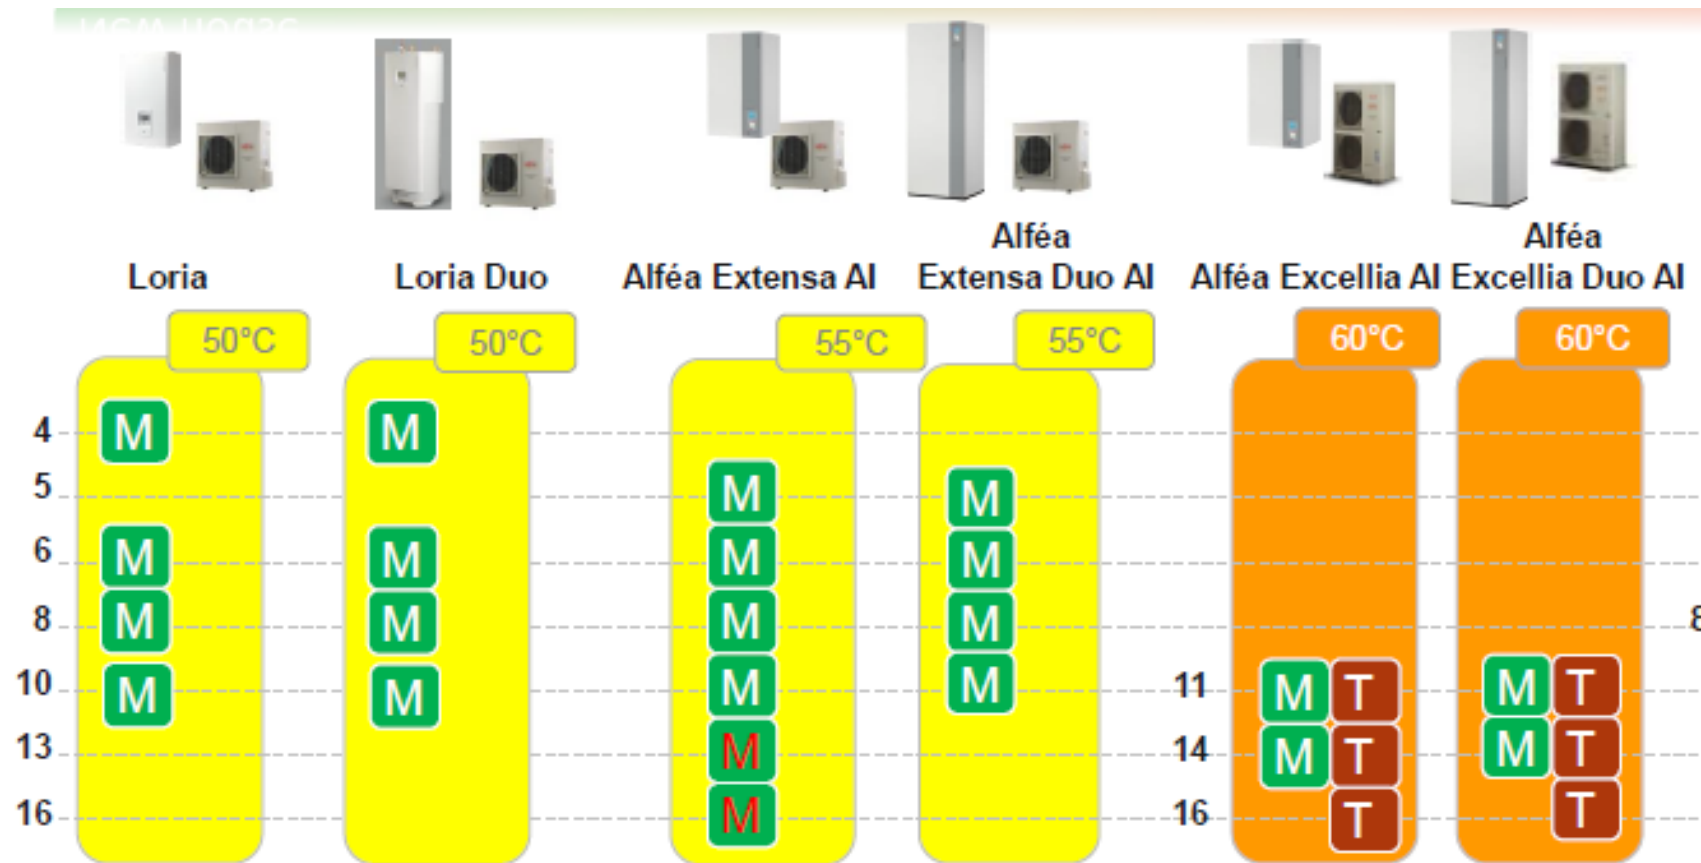 Loria
Loria Duo
Alféa Extensa AI
Alféa
Extensa Duo AI
Alféa Excellia AI
Alféa
Excellia Duo AI
50°C
50°C
55°C
55°C
60°C
60°C
4 M M
5 M M
6 M M M M
8 M M M M 8
10 M M M M 11 M T M T
13 M 14 M T M T
16 M 16 T T